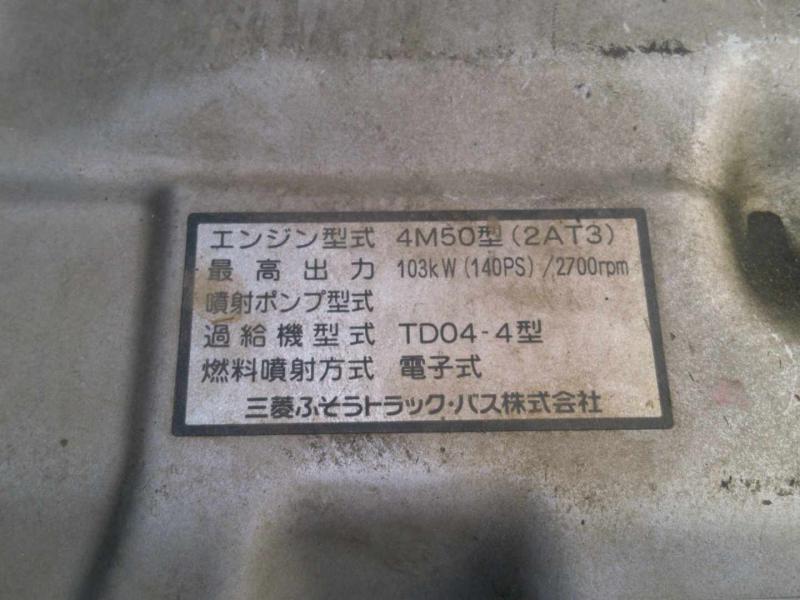 エンジン型式 4M50型(2AT3)
最高出力 103kW(140PS)/2700rpm
噴射ポンプ型式
過給機型式 TD04-4型
燃料噴射方式 電子式
三菱ふそうトラック・バス株式会社